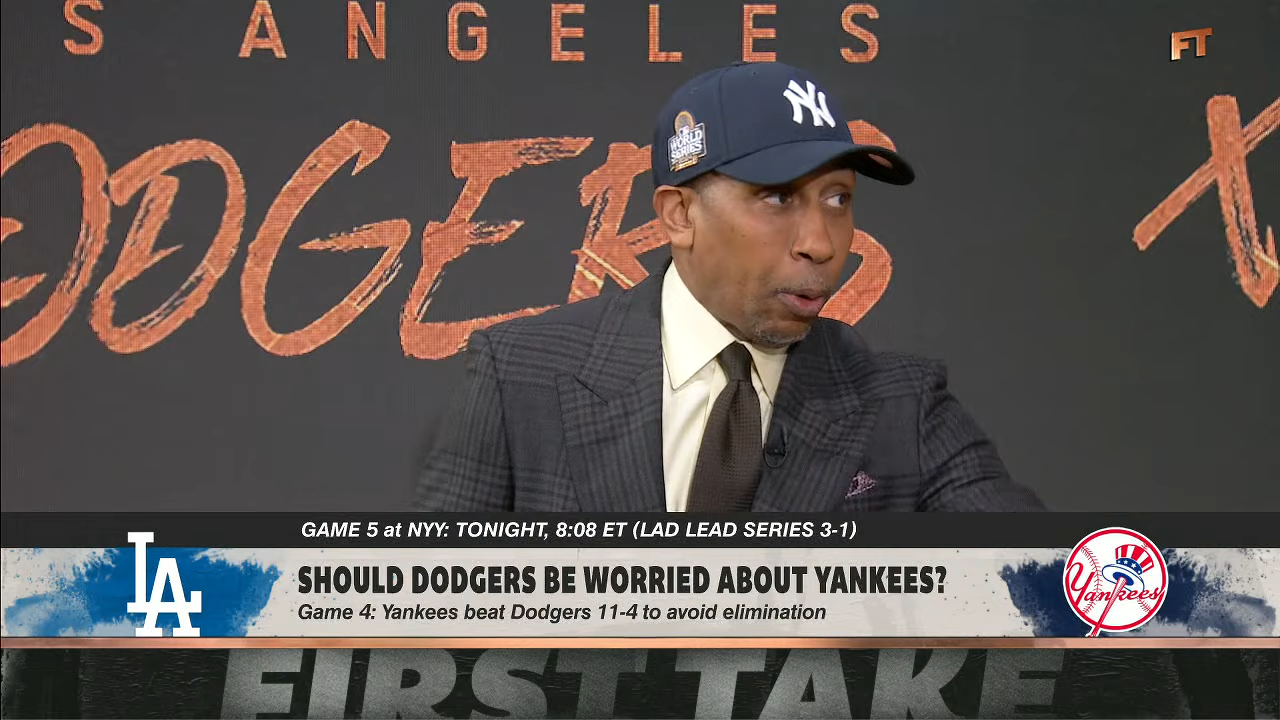 S ANGELES
FT
ODGERS
NY
WORLD
SERIES
GAME 5 at NYY: TONIGHT, 8:08 ET (LAD LEAD SERIES 3-1)
LA
SHOULD DODGERS BE WORRIED ABOUT YANKEES?
Yankees
Game 4: Yankees beat Dodgers 11-4 to avoid elimination
FIRST TAKE